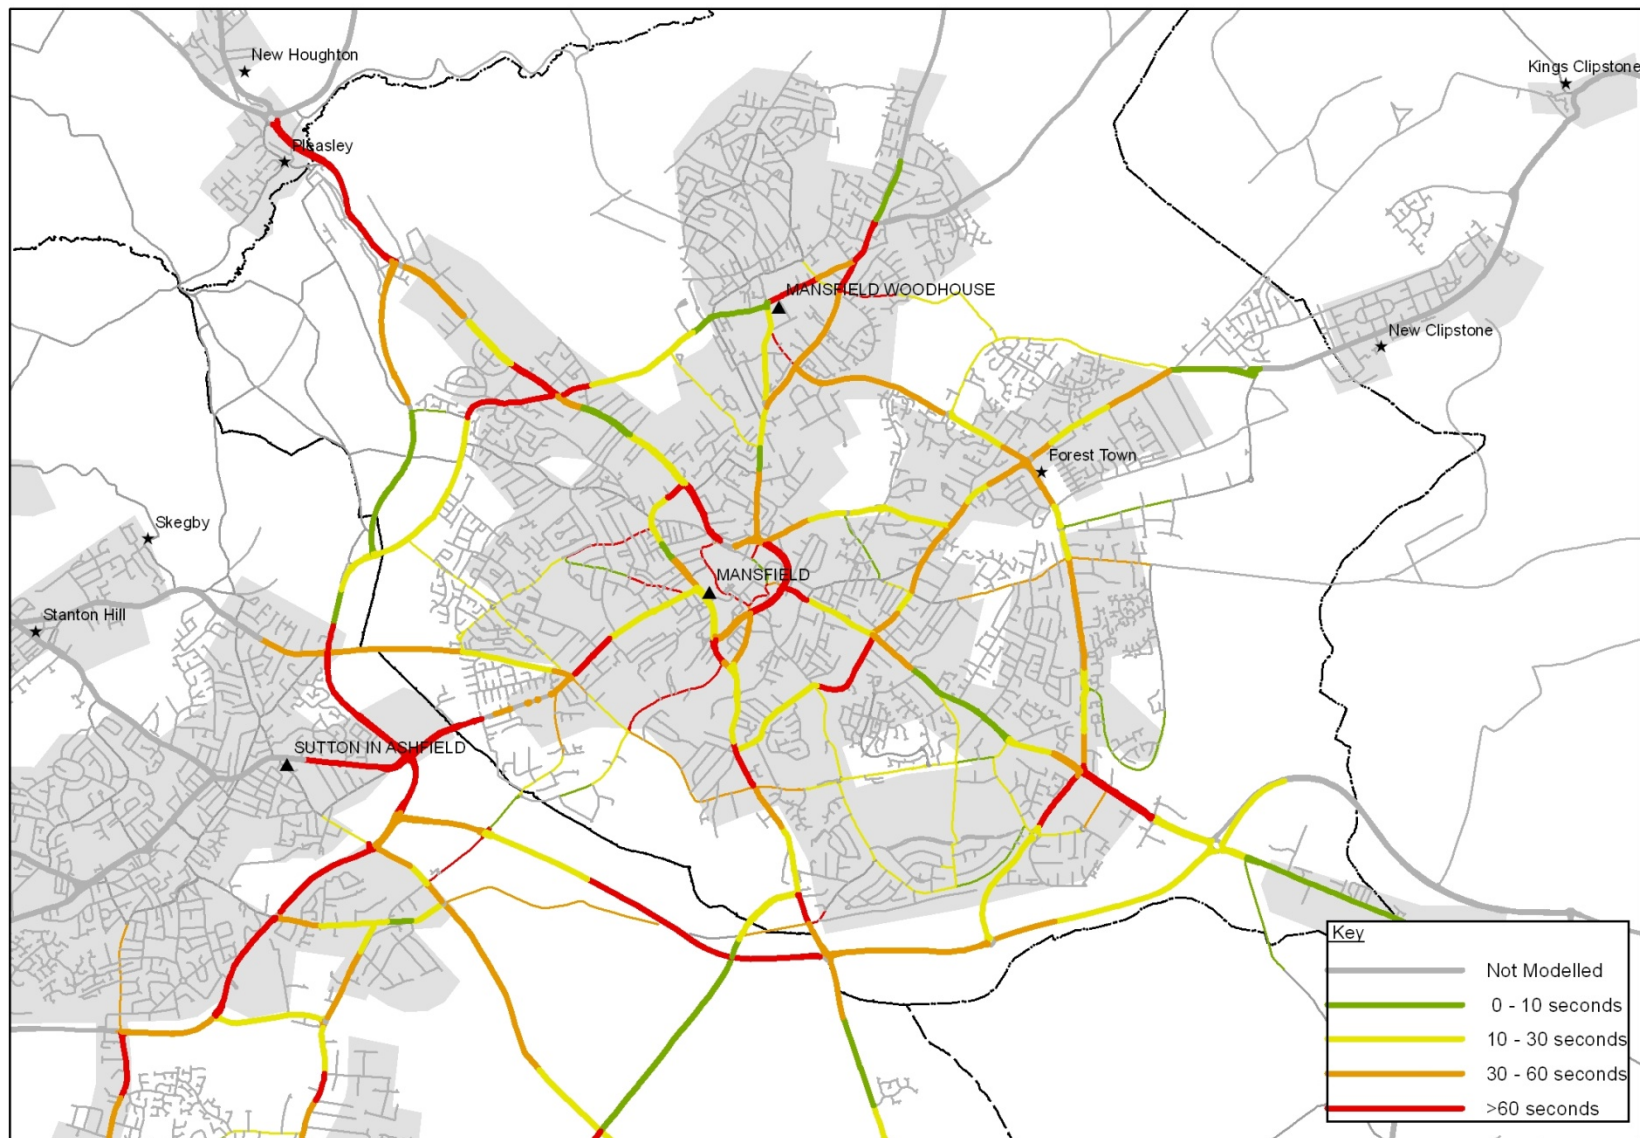 New Houghton
Kings Clipstone
Pleasley
MANSFIELD WOODHOUSE
New Clipstone
Forest Town
Skegby
MANSFIELD
Stanton Hill
SUTTON IN ASHFIELD
Key
Not Modelled
0 - 10 seconds
10 - 30 seconds
30 - 60 seconds
>60 seconds